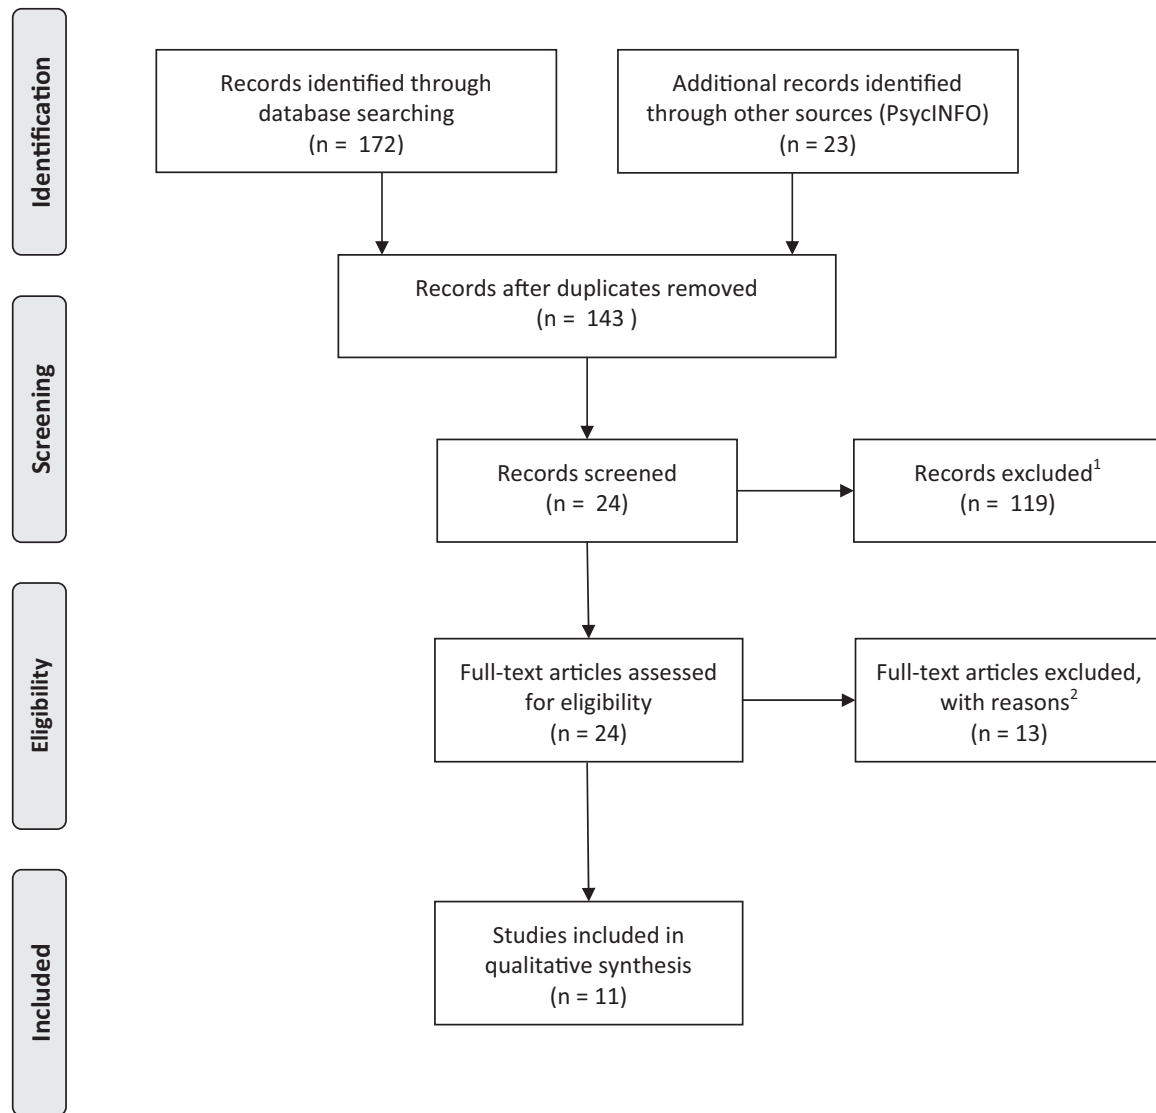 Identification
Records identified through
database searching
(n = 172)
Additional records identified
through other sources (PsycINFO)
(n = 23)
Records after duplicates removed
(n = 143 )
Screening
Records screened
(n = 24)
Records excluded1
(n = 119)
Eligibility
Full-text articles assessed
for eligibility
(n = 24)
Full-text articles excluded,
with reasons2
(n = 13)
Included
Studies included in
qualitative synthesis
(n = 11)